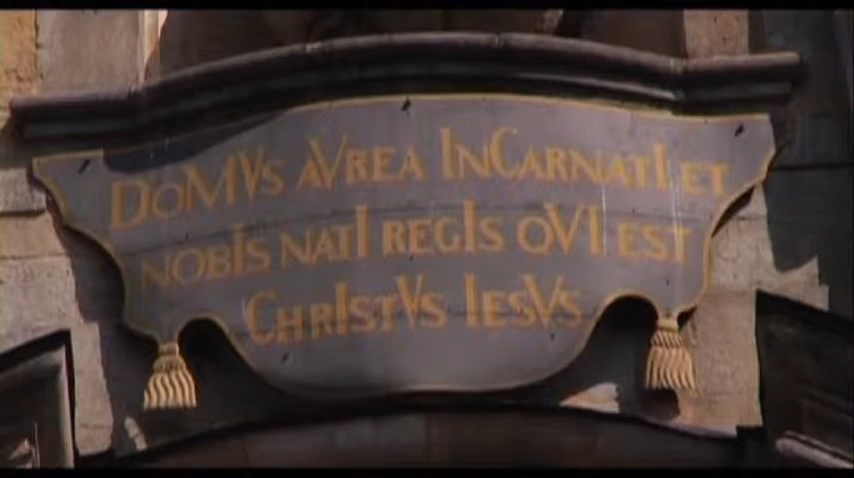 DOMVs AVREA INCARNATI ET
NOBIS NATI REGIS QVI EST
CHRISTVS IESVS